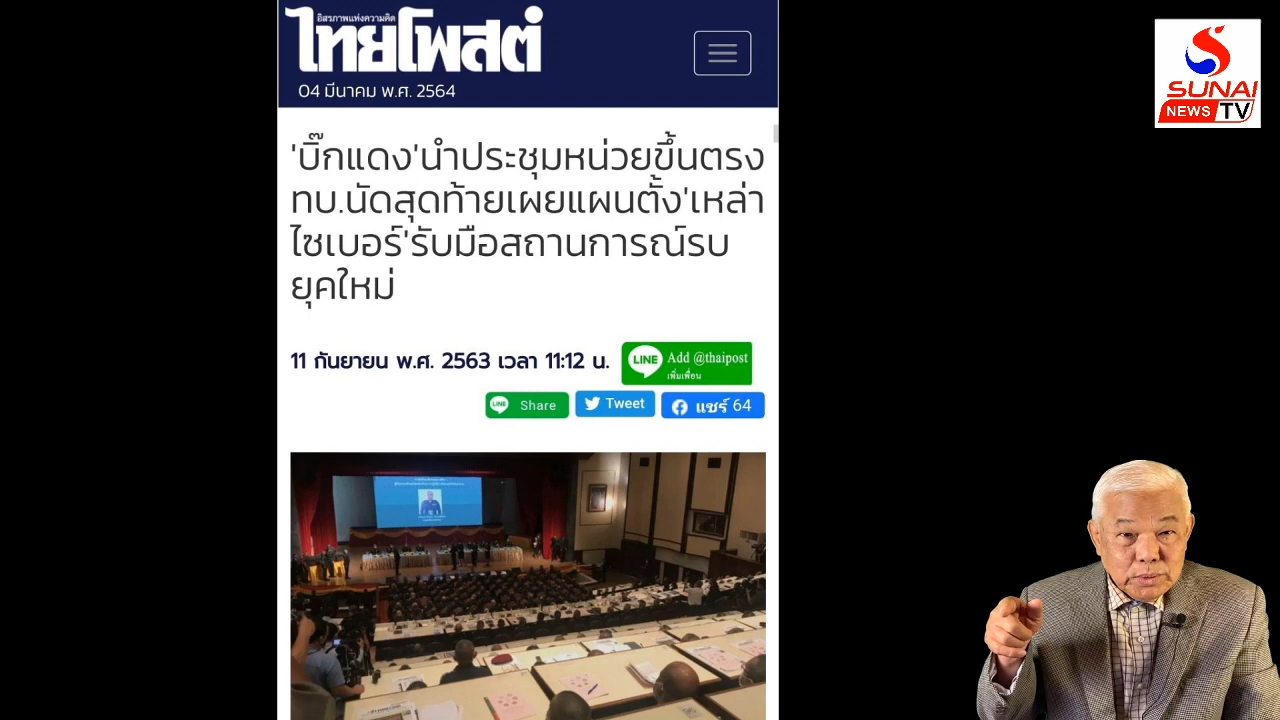 อิสรภาพแห่งความคิด
ไทยโพสต์
04 มีนาคม พ.ศ. 2564
SUNAI
NEWS TV
'บิ๊กแดง'นำประชุมหน่วยขึ้นตรง
ทบ.นัดสุดท้ายเผยแผนตั้ง'เหล่า
ไซเบอร์'รับมือสถานการณ์รบ
ยุคใหม่
11 กันยายน พ.ศ. 2563 เวลา 11:12 น.
LINE Add @thaipost
เพิ่มเพื่อน
LINE Share
Tweet
แชร์ 64